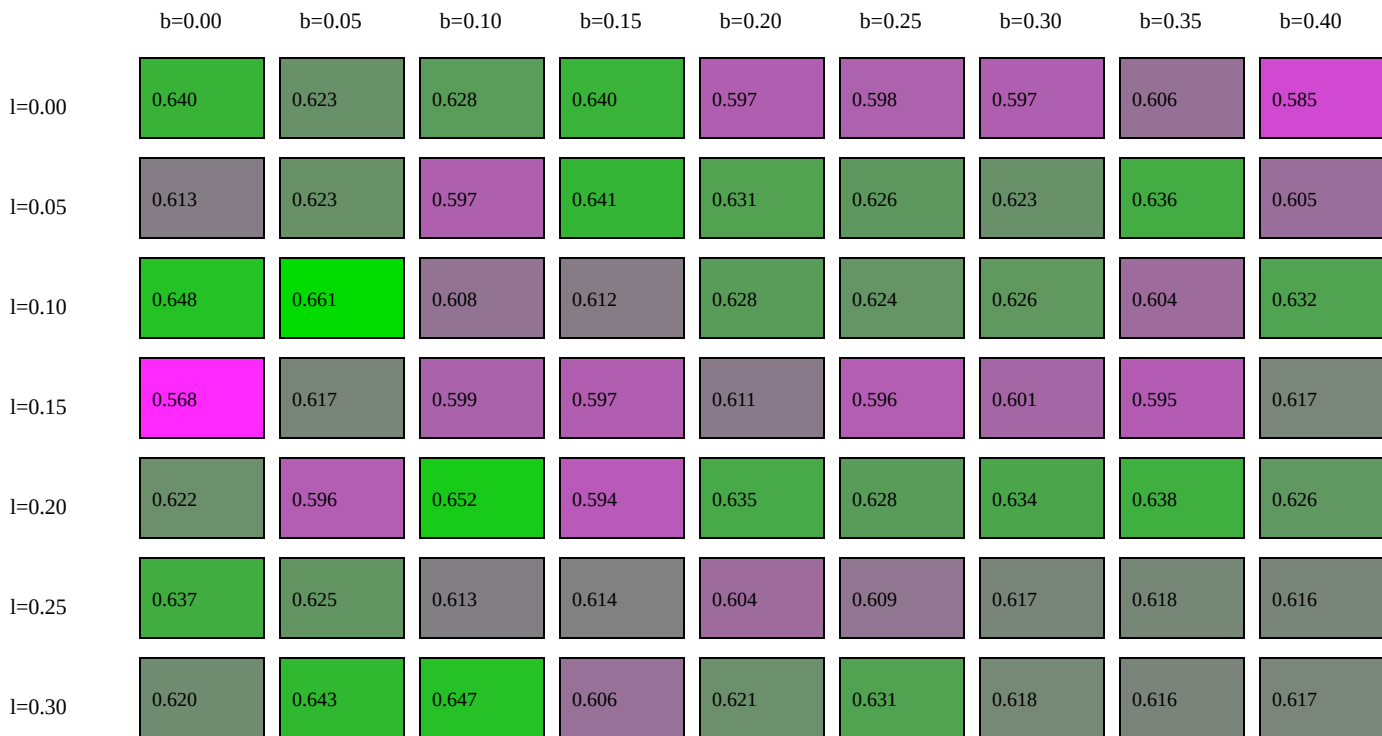 b=0.00 b=0.05 b=0.10 b=0.15 b=0.20 b=0.25 b=0.30 b=0.35 b=0.40
l=0.00 0.640 0.623 0.628 0.640 0.597 0.598 0.597 0.606 0.585
l=0.05 0.613 0.623 0.597 0.641 0.631 0.626 0.623 0.636 0.605
l=0.10 0.648 0.661 0.608 0.612 0.628 0.624 0.626 0.604 0.632
l=0.15 0.568 0.617 0.599 0.597 0.611 0.596 0.601 0.595 0.617
l=0.20 0.622 0.596 0.652 0.594 0.635 0.628 0.634 0.638 0.626
l=0.25 0.637 0.625 0.613 0.614 0.604 0.609 0.617 0.618 0.616
l=0.30 0.620 0.643 0.647 0.606 0.621 0.631 0.618 0.616 0.617